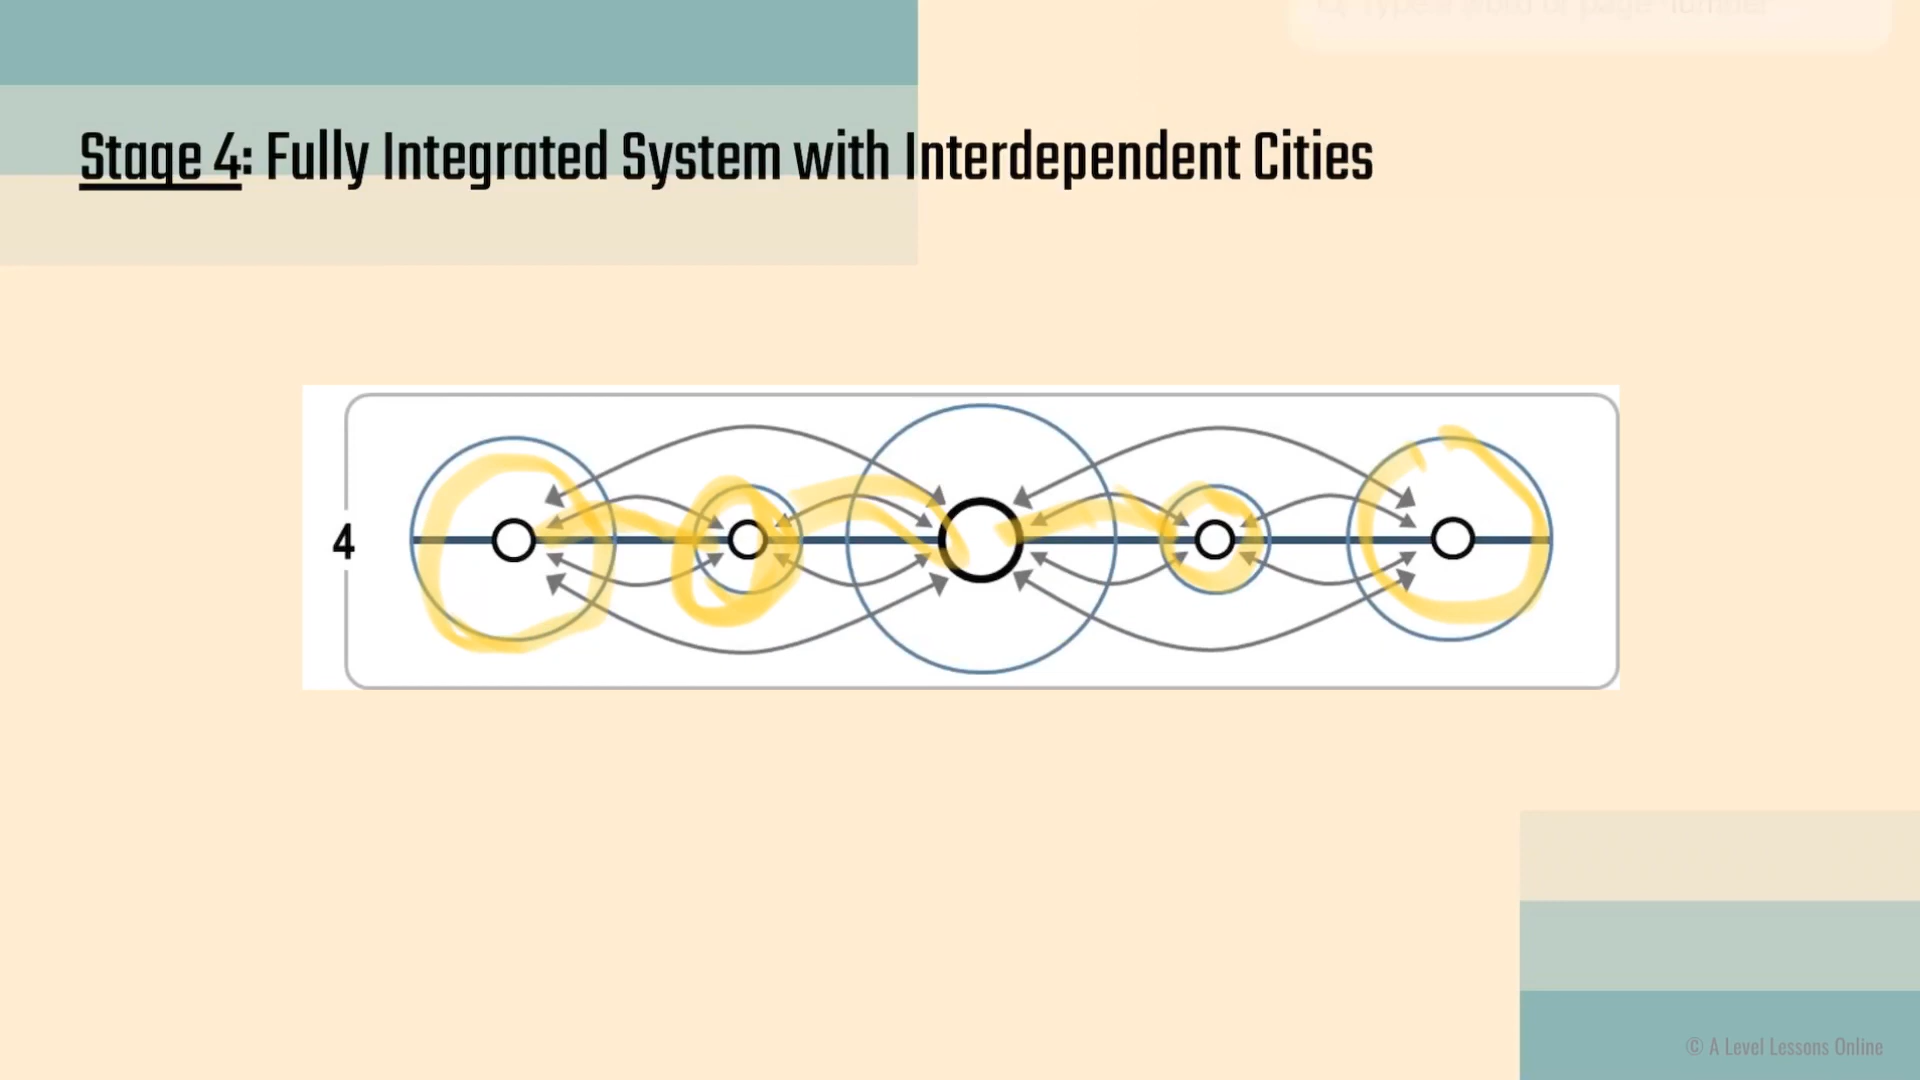 Stage 4: Fully Integrated System with Interdependent Cities
4
© A Level Lessons Online